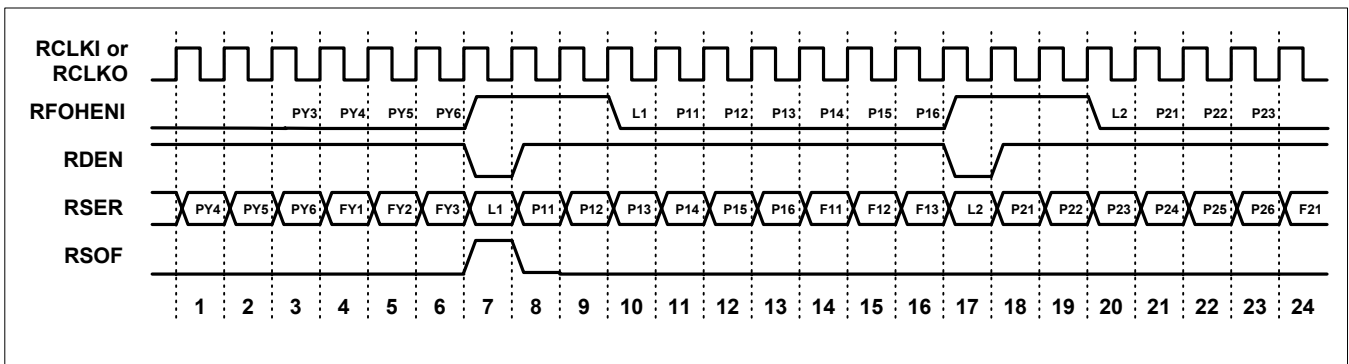 RCLKI or
RCLKO
RFOHENI PY3 PY4 PY5 PY6 L1 P11 P12 P13 P14 P15 P16 L2 P21 P22 P23
RDEN
RSER PY4 PY5 PY6 FY1 FY2 FY3 L1 P11 P12 P13 P14 P15 P16 F11 F12 F13 L2 P21 P22 P23 P24 P25 P26 F21
RSOF
1 2 3 4 5 6 7 8 9 10 11 12 13 14 15 16 17 18 19 20 21 22 23 24